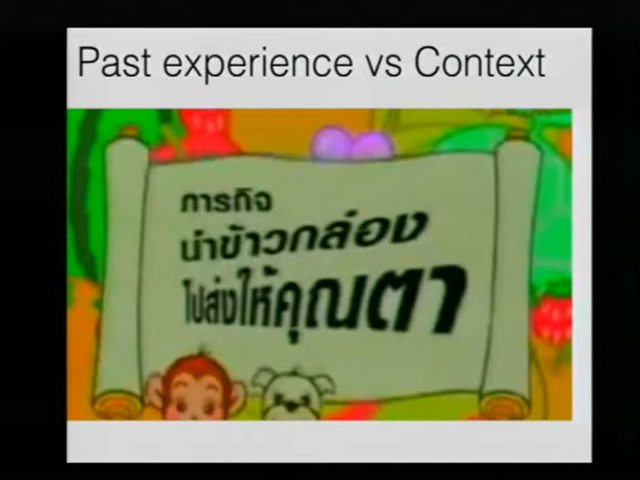 Past experience vs Context
ภารกิจ
นำข้าวกล่อง
ไปส่งให้คุณตา